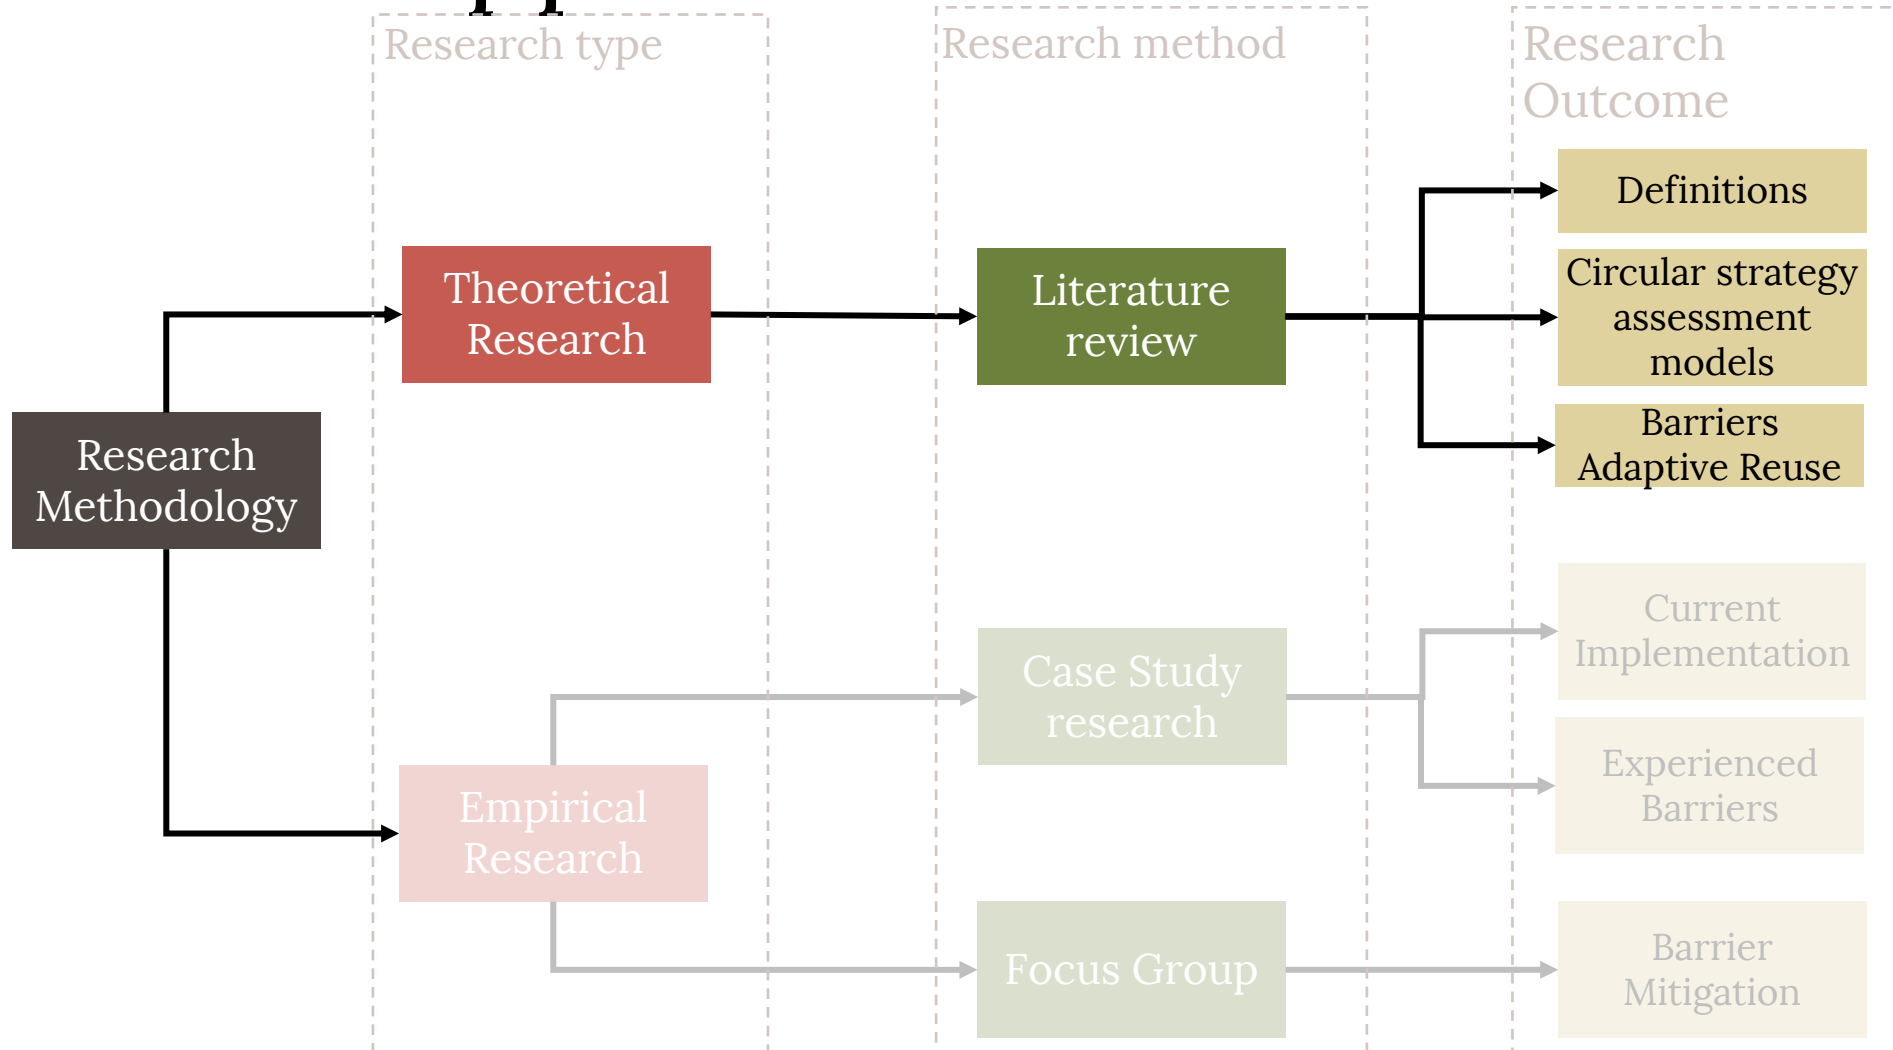 Research type
Research method
Research
Outcome
Definitions
Theoretical
Research
Literature
review
Circular strategy
assessment
models
Barriers
Adaptive Reuse
Research
Methodology
Current
Implementation
Case Study
research
Experienced
Barriers
Empirical
Research
Focus Group
Barrier
Mitigation